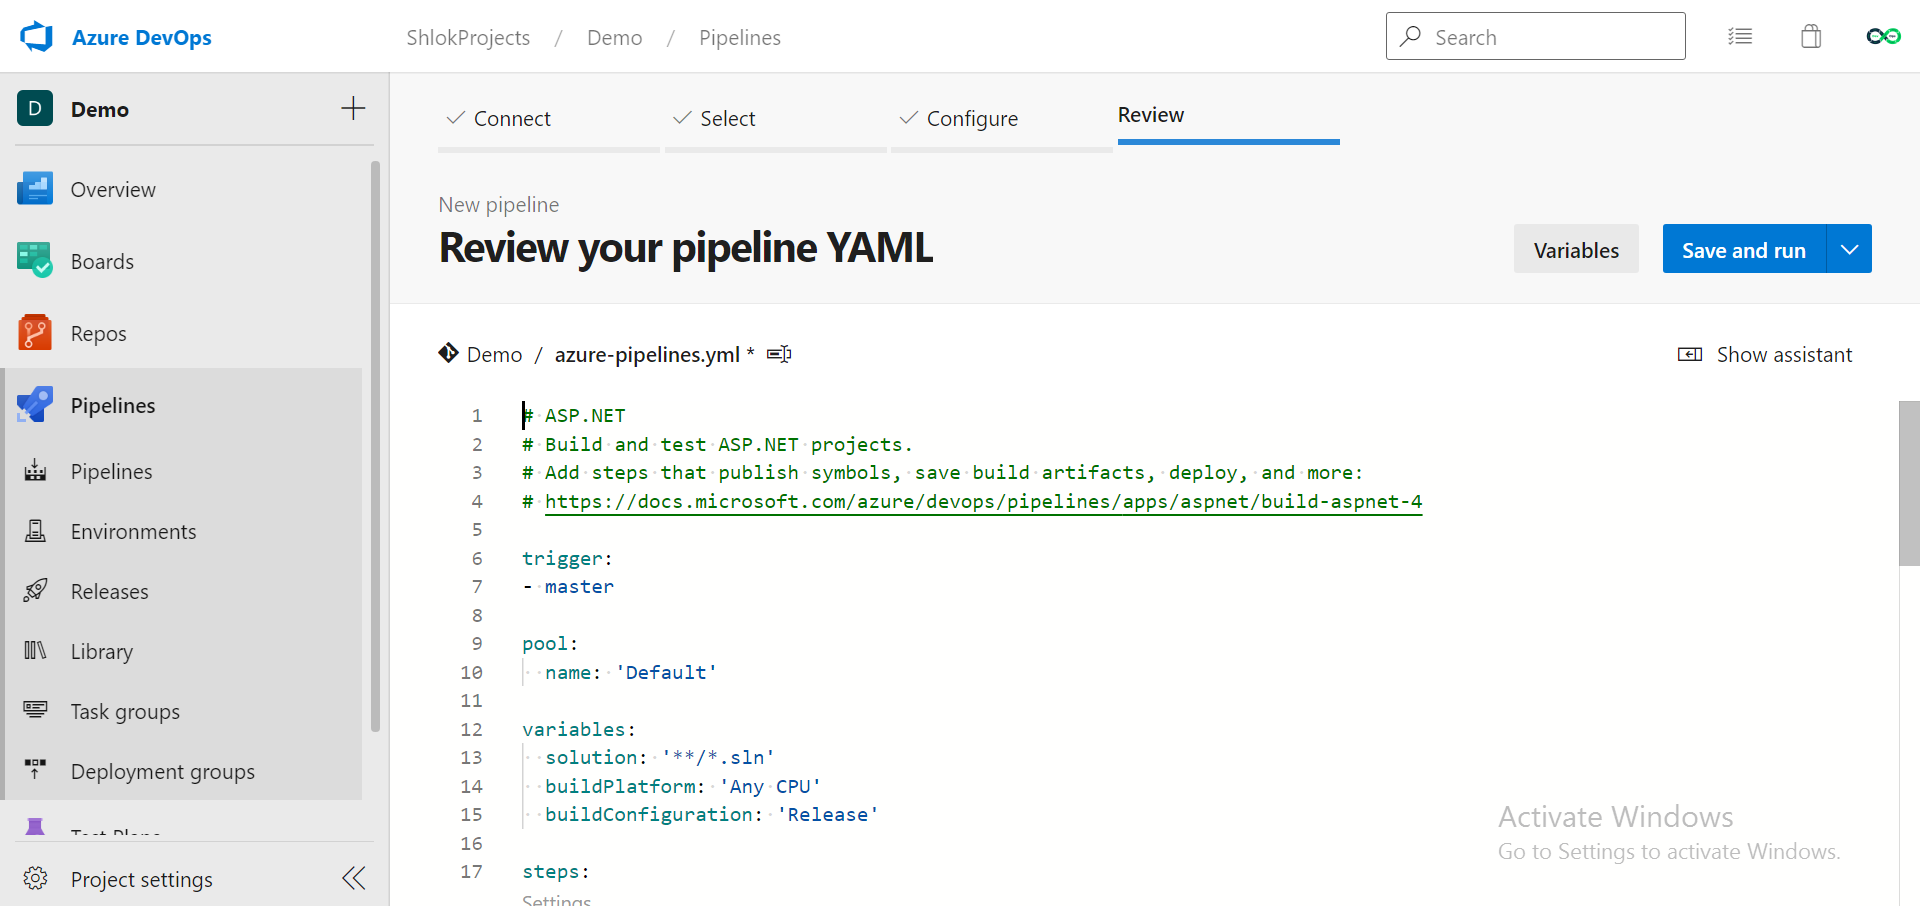 Azure DevOps
ShlokProjects / Demo / Pipelines
Search
D Demo
Overview
Boards
Repos
Pipelines
Pipelines
Environments
Releases
Library
Task groups
Deployment groups
Test Plans
Project settings
Connect
Select
Configure
Review
New pipeline
Review your pipeline YAML
Variables
Save and run
Demo / azure-pipelines.yml *
Show assistant
1 # ASP.NET
2 # Build and test ASP.NET projects.
3 # Add steps that publish symbols, save build artifacts, deploy, and more:
4 # https://docs.microsoft.com/azure/devops/pipelines/apps/aspnet/build-aspnet-4
5
6 trigger:
7 - master
8
9 pool:
10   name: 'Default'
11
12 variables:
13   solution: '**/*.sln'
14   buildPlatform: 'Any CPU'
15   buildConfiguration: 'Release'
16
17 steps:
Settings
Activate Windows
Go to Settings to activate Windows.